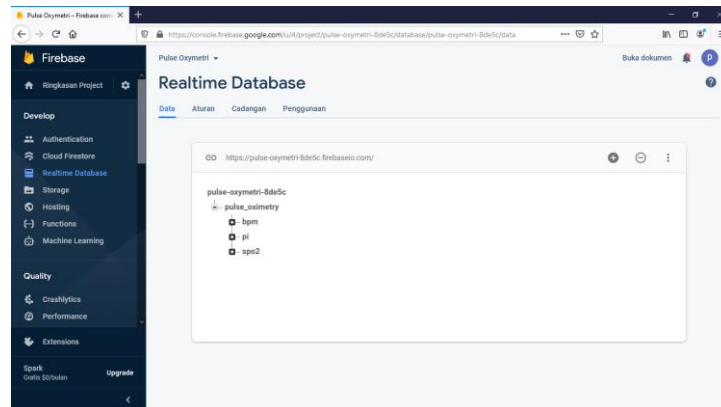 Pulse Oxymetri – Firebase cons
https://console.firebase.google.com/u/4/project/pulse-oxymetri-8de5c/database/pulse-oxymetri-8de5c/data
Firebase
Pulse Oxymetri
Buka dokumen
P
Ringkasan Project
Realtime Database
Data Aturan Cadangan Penggunaan
Develop
Authentication
Cloud Firestore
Realtime Database
Storage
Hosting
Functions
Machine Learning
https://pulse-oxymetri-8de5c.firebaseio.com/
pulse-oxymetri-8de5c
pulse_oximetry
bpm
pi
spo2
Quality
Crashlytics
Performance
Extensions
Spark
Gratis $0/bulan
Upgrade